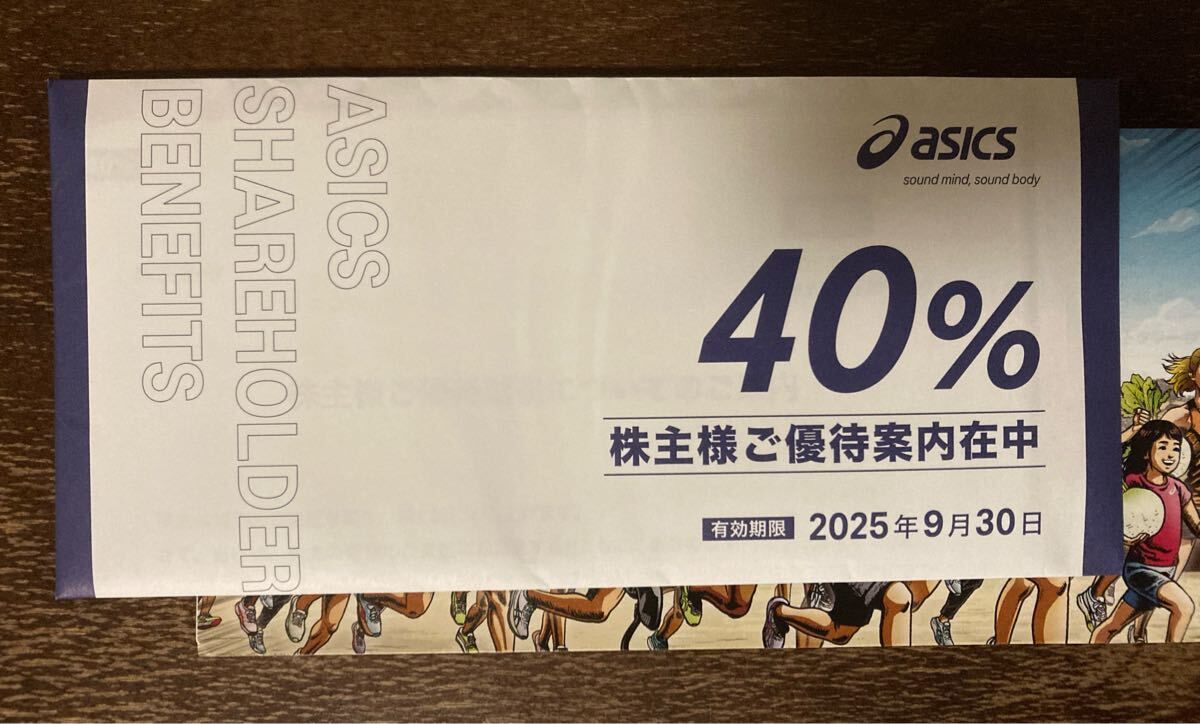 ASICS
SHAREHOLDER
BENEFITS
asics
sound mind, sound body
40%
株主様ご優待案内在中
有効期限 2025年9月30日